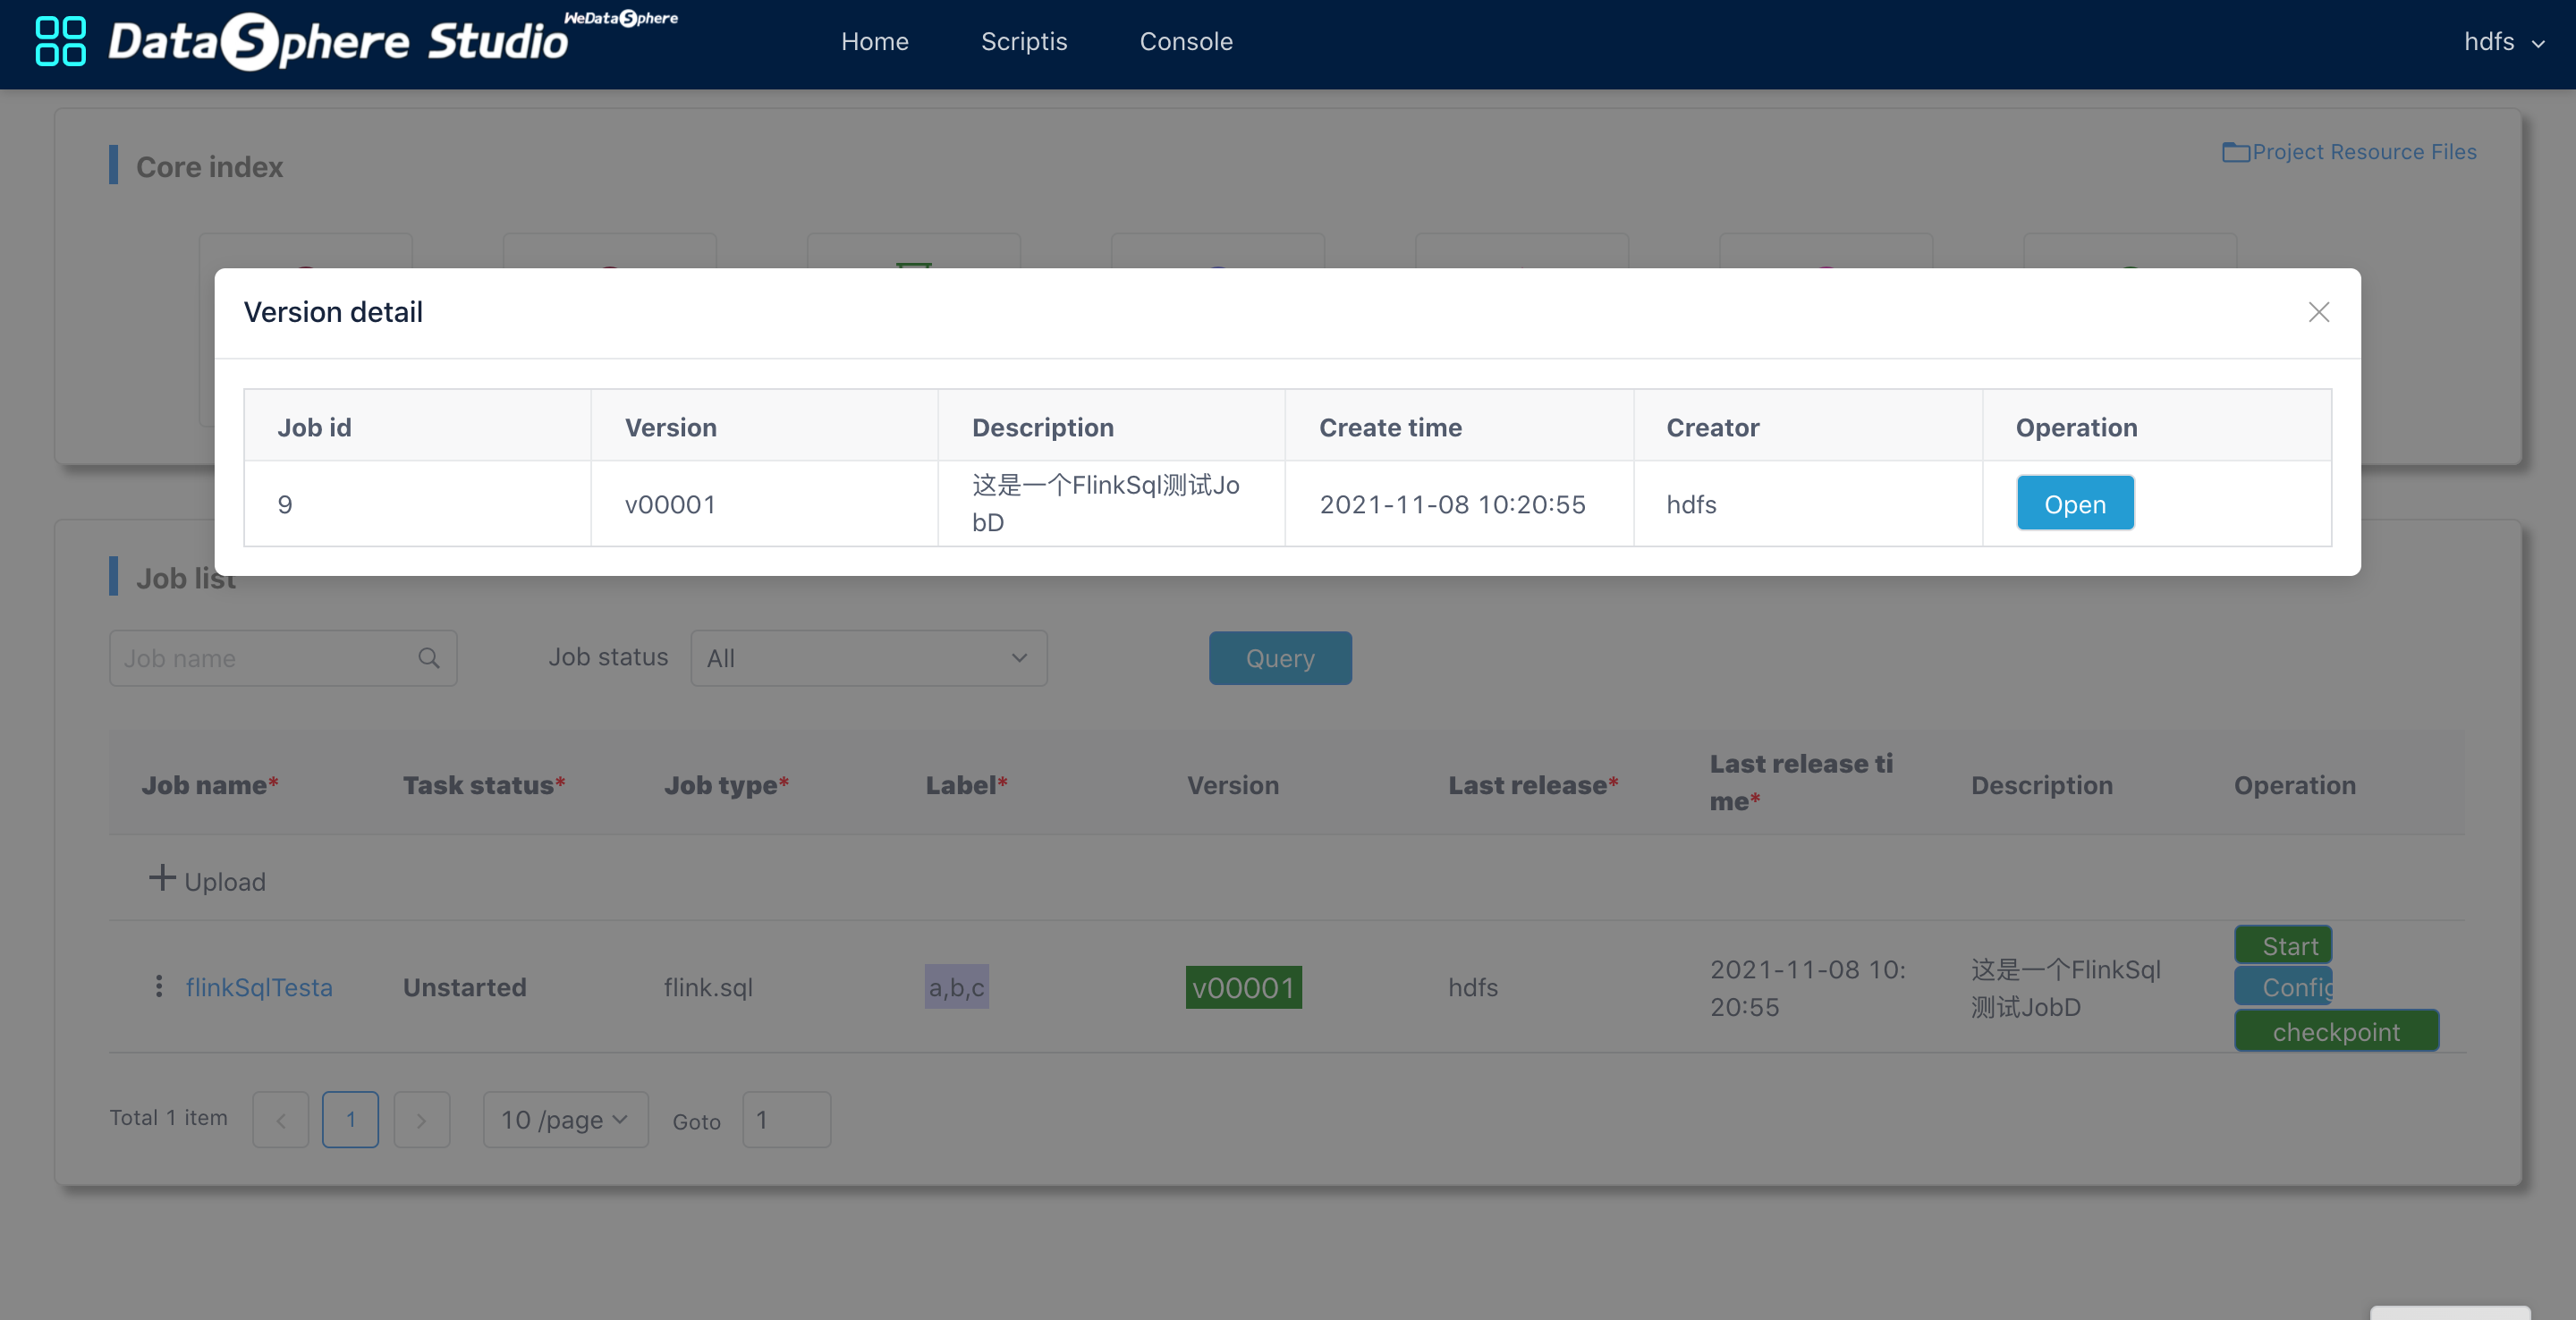 DataSphere Studio WeDataSphere
Home Scriptis Console hdfs
Core index
Project Resource Files
Version detail
Job id Version Description Create time Creator Operation
9 v00001 这是一个FlinkSql测试Jo 2021-11-08 10:20:55 hdfs Open
bD
Job list
Job name Job status All Query
Job name* Task status* Job type* Label* Version Last release* Last release ti Description Operation
me*
Upload
flinkSqlTesta Unstarted flink.sql a,b,c v00001 hdfs 2021-11-08 10: 这是一个FlinkSql Start
20:55 测试JobD Config
checkpoint
Total 1 item 1 10 /page Goto 1